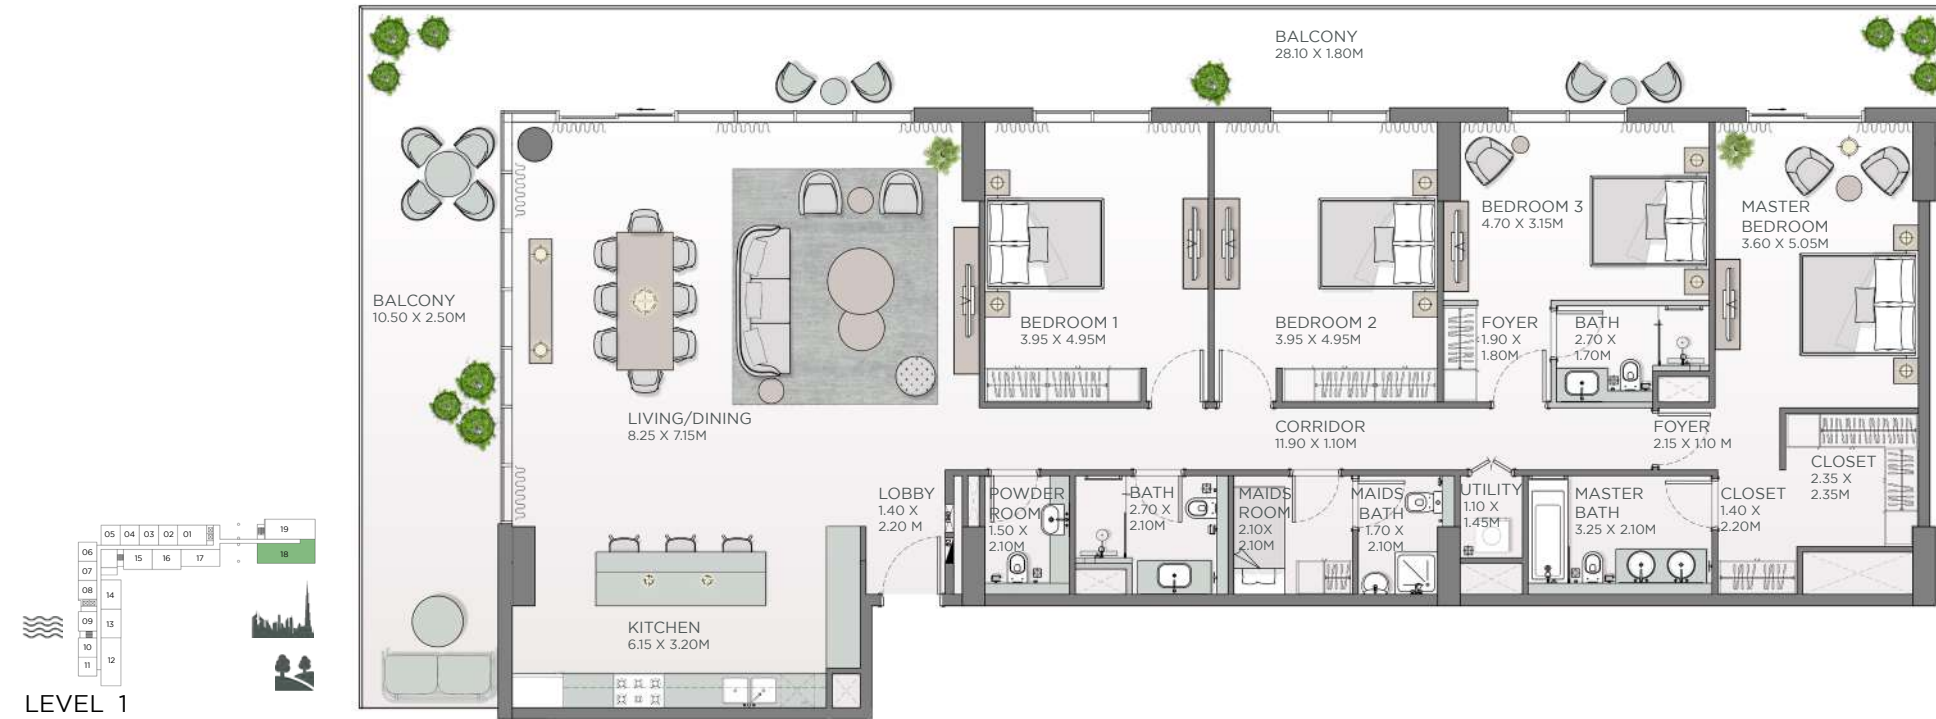 BALCONY
28.10 X 1.80M
BALCONY
10.50 X 2.50M
LIVING/DINING
8.25 X 7.15M
BEDROOM 1
3.95 X 4.95M
BEDROOM 2
3.95 X 4.95M
BEDROOM 3
4.70 X 3.15M
MASTER
BEDROOM
3.60 X 5.05M
FOYER
1.90 X
1.80M
BATH
2.70 X
1.70M
CORRIDOR
11.90 X 1.10M
FOYER
2.15 X 1.10 M
CLOSET
2.35 X
2.35M
LOBBY
1.40 X
2.20 M
POWDER
ROOM
1.50 X
2.10M
BATH
2.70 X
2.10M
MAIDS
ROOM
2.10X
2.10M
MAIDS
BATH
1.70 X
2.10M
UTILITY
1.10 X
1.45M
MASTER
BATH
3.25 X 2.10M
CLOSET
1.40 X
2.20M
KITCHEN
6.15 X 3.20M
05 04 03 02 01
19
06
15 16 17
18
07
08
14
09
13
10
12
11
LEVEL 1